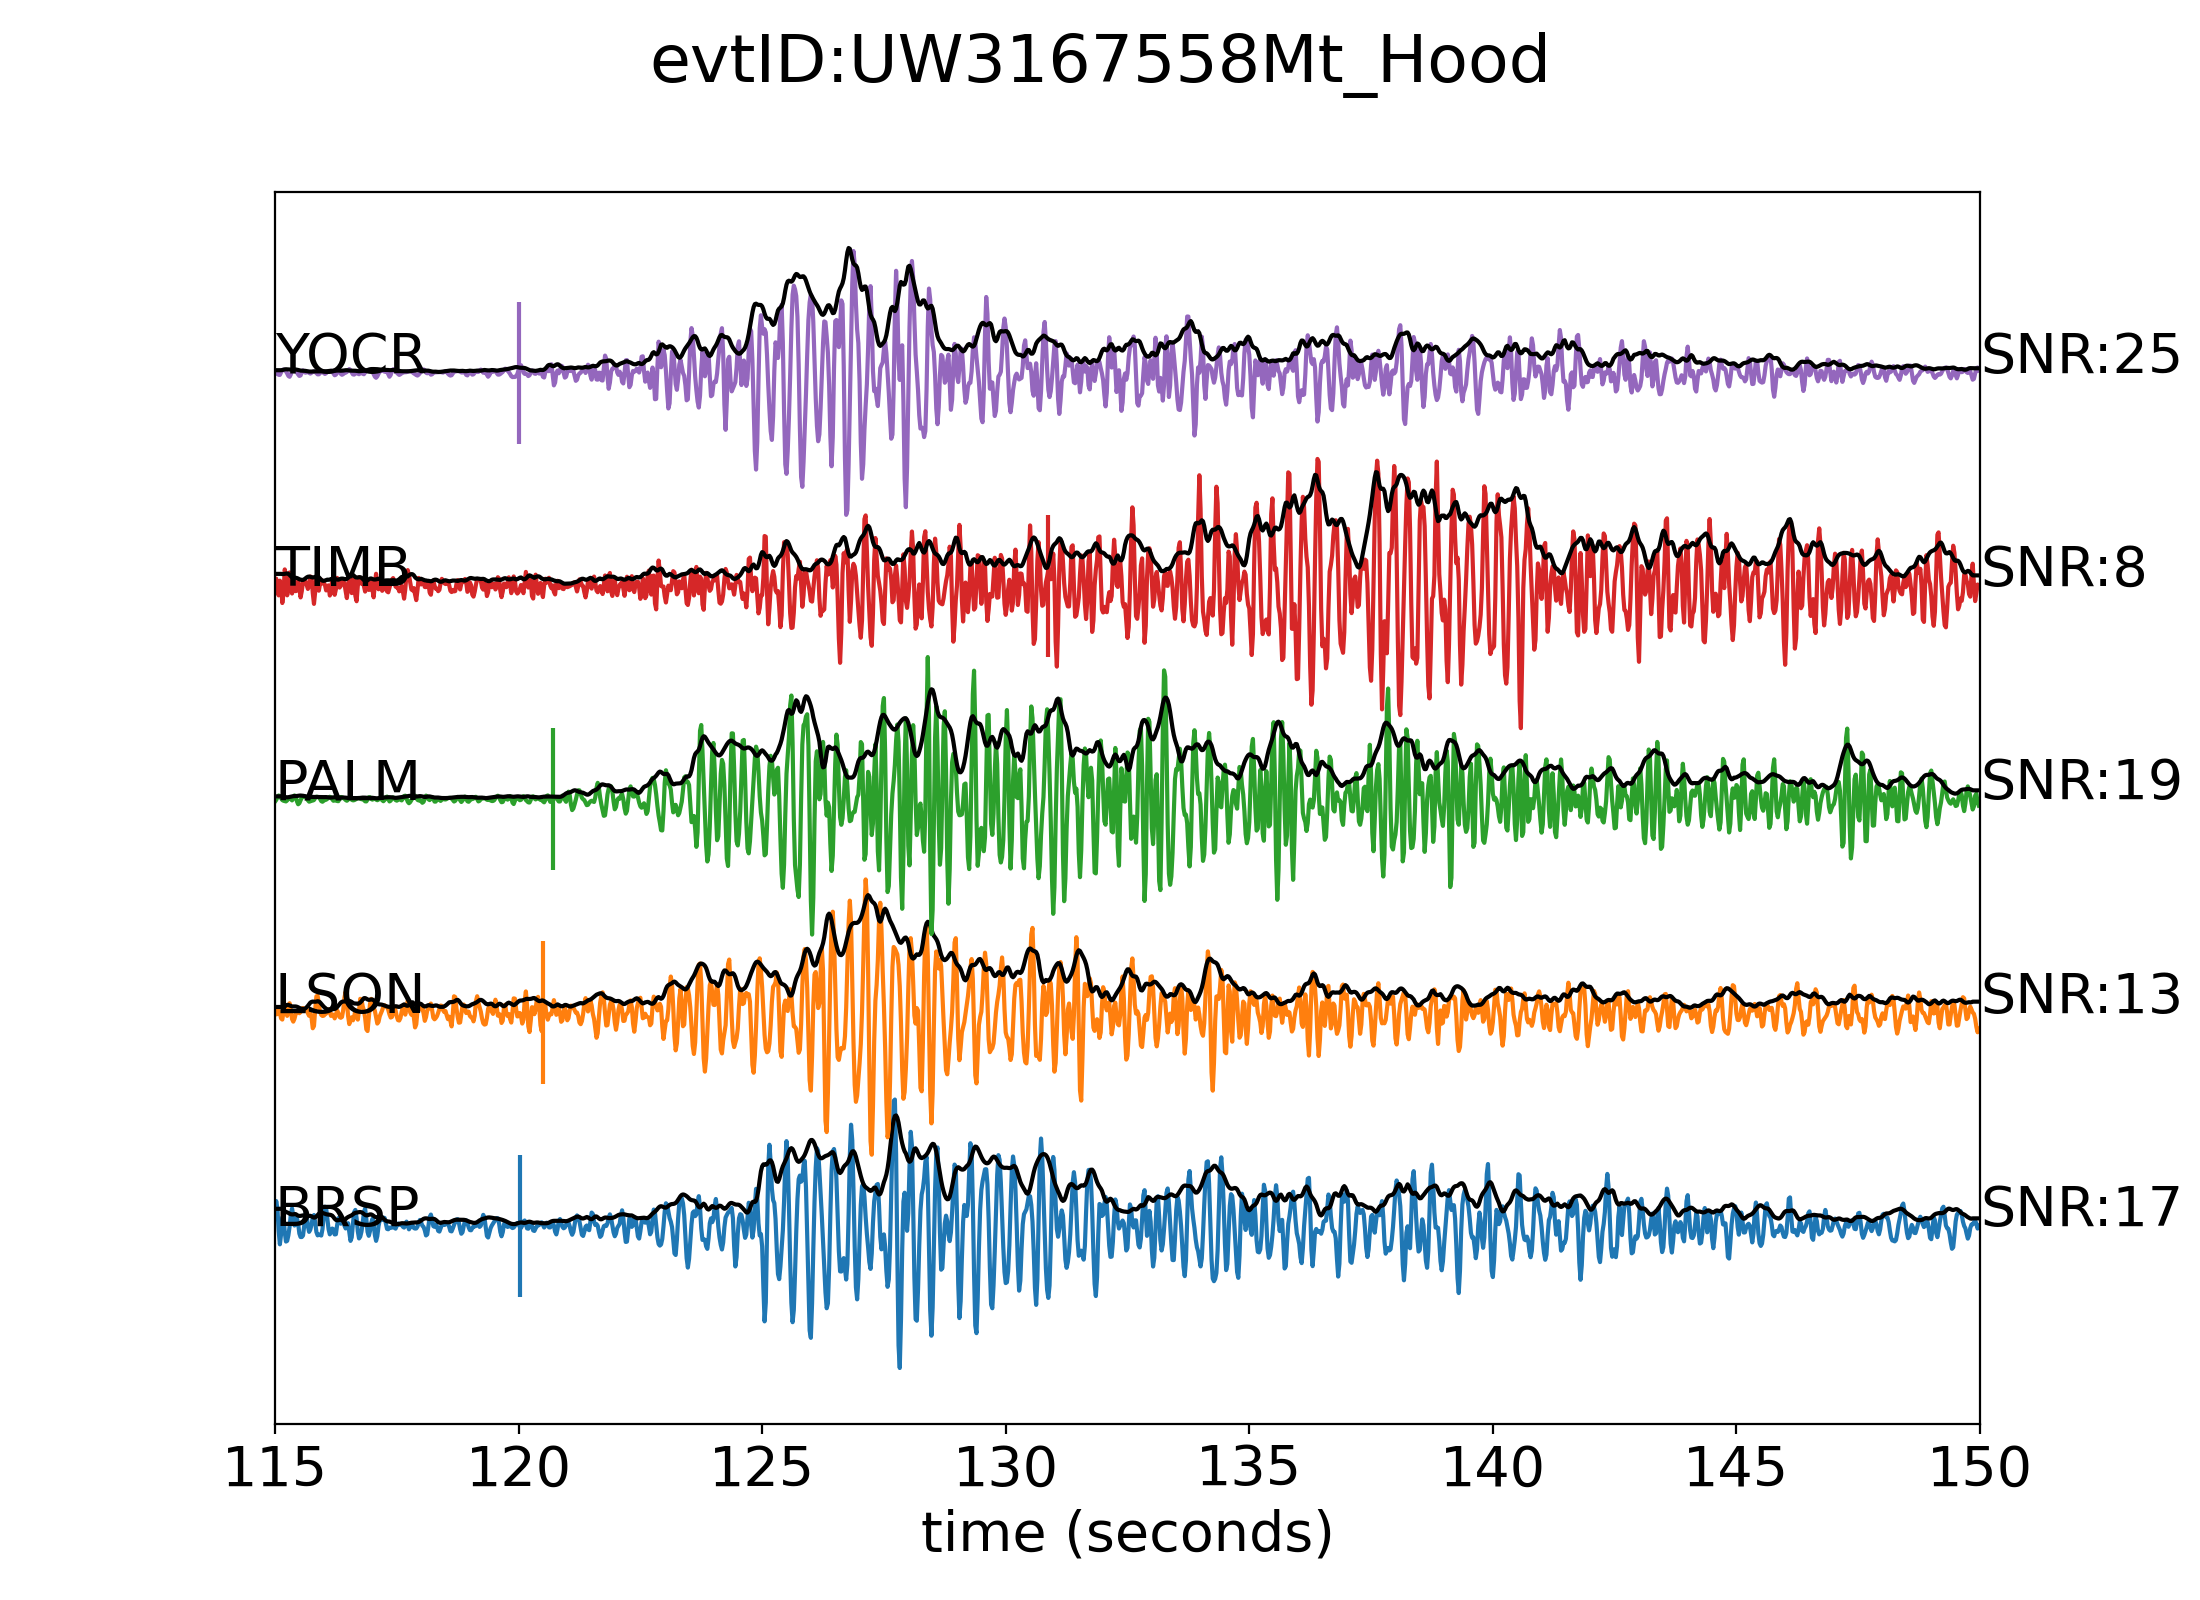 evtID:UW3167558Mt_Hood
YOCR
SNR:25
TIMB
SNR:8
PALM
SNR:19
LSON
SNR:13
BRSP
SNR:17
115 120 125 130 135 140 145 150
time (seconds)